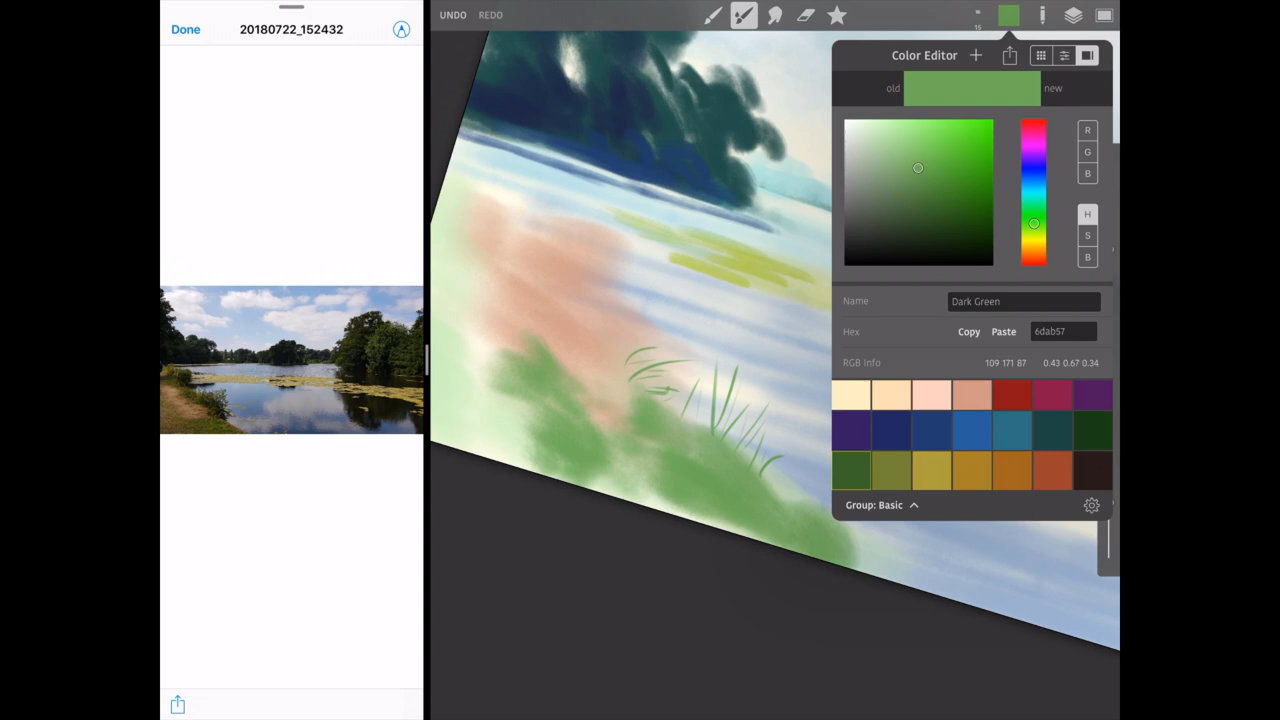 Done
20180722_152432
UNDO
REDO
15
Color Editor
old
new
R
G
B
H
S
B
Name
Dark Green
Hex
Copy
Paste
6dab57
RGB Info
109 171 87
0.43 0.67 0.34
Group: Basic